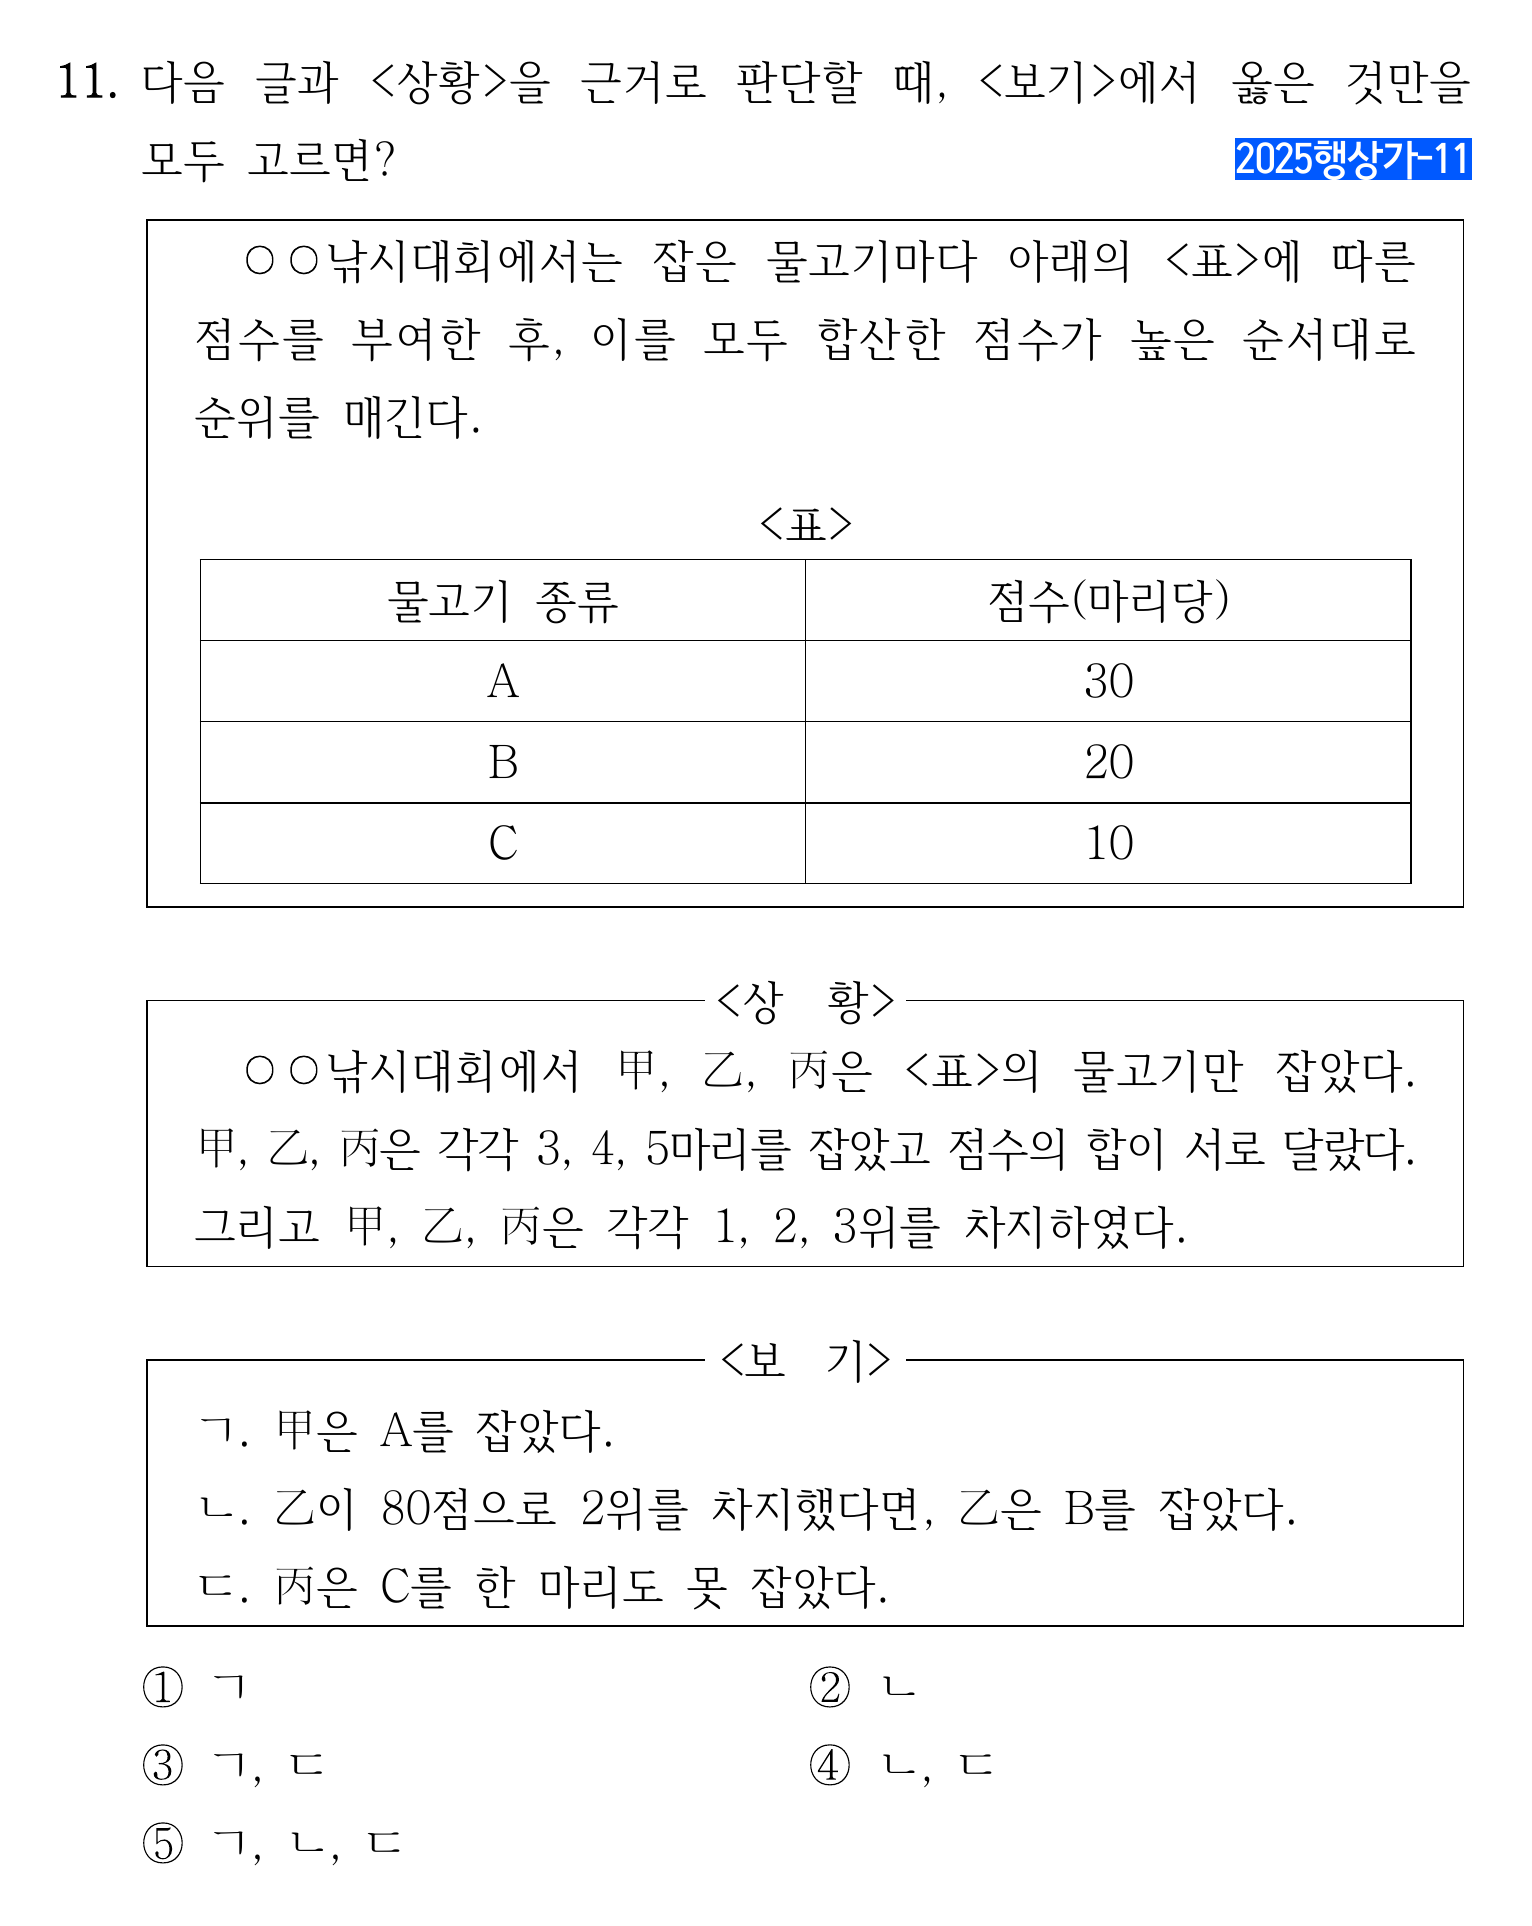 11. 다음 글과 <상황>을 근거로 판단할 때, <보기>에서 옳은 것만을
모두 고르면?
2025행상가-11
○○낚시대회에서는 잡은 물고기마다 아래의 <표>에 따른
점수를 부여한 후, 이를 모두 합산한 점수가 높은 순서대로
순위를 매긴다.
<표>
물고기 종류 점수(마리당)
A 30
B 20
C 10
<상 황>
○○낚시대회에서 甲, 乙, 丙은 <표>의 물고기만 잡았다.
甲, 乙, 丙은 각각 3, 4, 5마리를 잡았고 점수의 합이 서로 달랐다.
그리고 甲, 乙, 丙은 각각 1, 2, 3위를 차지하였다.
<보 기>
ㄱ. 甲은 A를 잡았다.
ㄴ. 乙이 80점으로 2위를 차지했다면, 乙은 B를 잡았다.
ㄷ. 丙은 C를 한 마리도 못 잡았다.
① ㄱ ② ㄴ
③ ㄱ, ㄷ ④ ㄴ, ㄷ
⑤ ㄱ, ㄴ, ㄷ